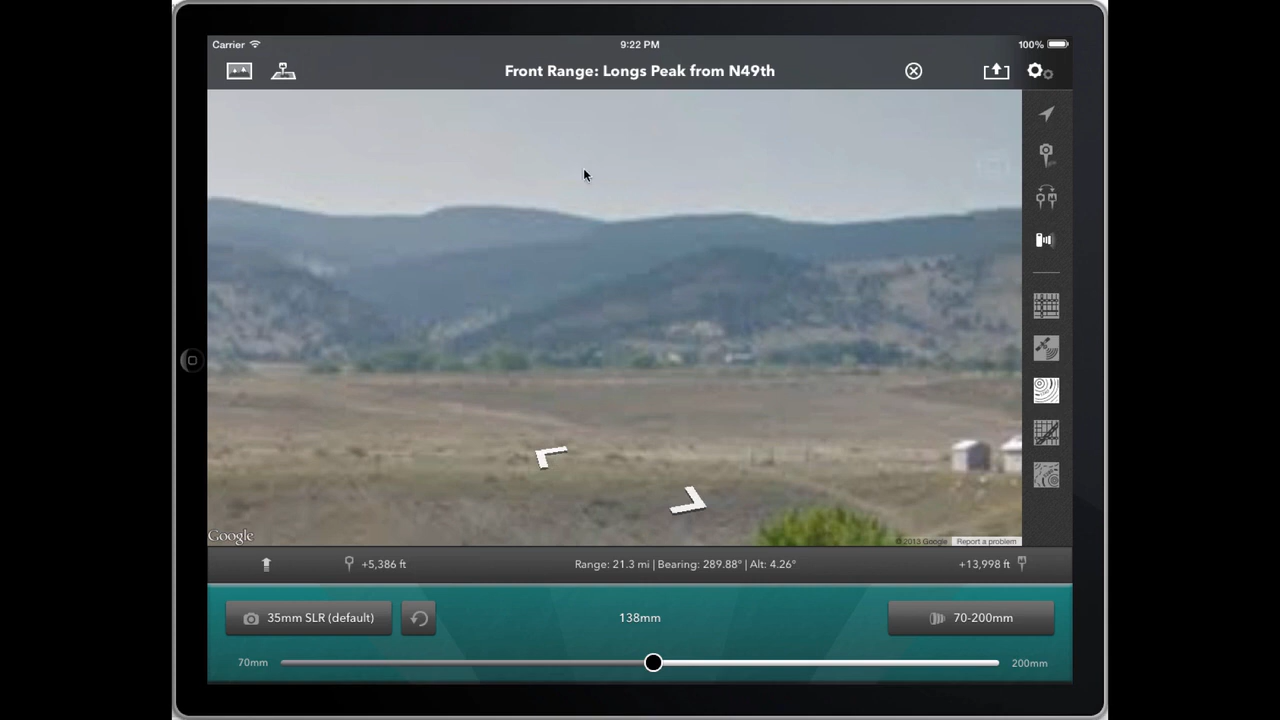 Carrier
9:22 PM
100%
Front Range: Longs Peak from N49th
Google
© 2013 Google
Report a problem
+5,386 ft
Range: 21.3 mi | Bearing: 289.88° | Alt: 4.26°
+13,998 ft
35mm SLR (default)
138mm
70-200mm
70mm
200mm